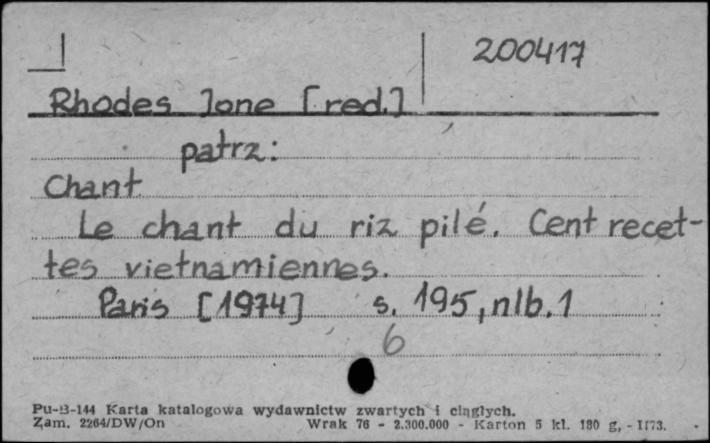 200417
Rhodes Ione [red.]
patrz:
Chant
Le chant du riz pilé. Cent recet-
tes vietnamiennes.
Paris [1974] s. 195, nlb. 1
6
Pu-B-144 Karta katalogowa wydawnictw zwartych i ciągłych.
Zam. 2264/DW/On Wrak 76 - 2.300.000 - Karton 5 kl. 180 g, - II73.